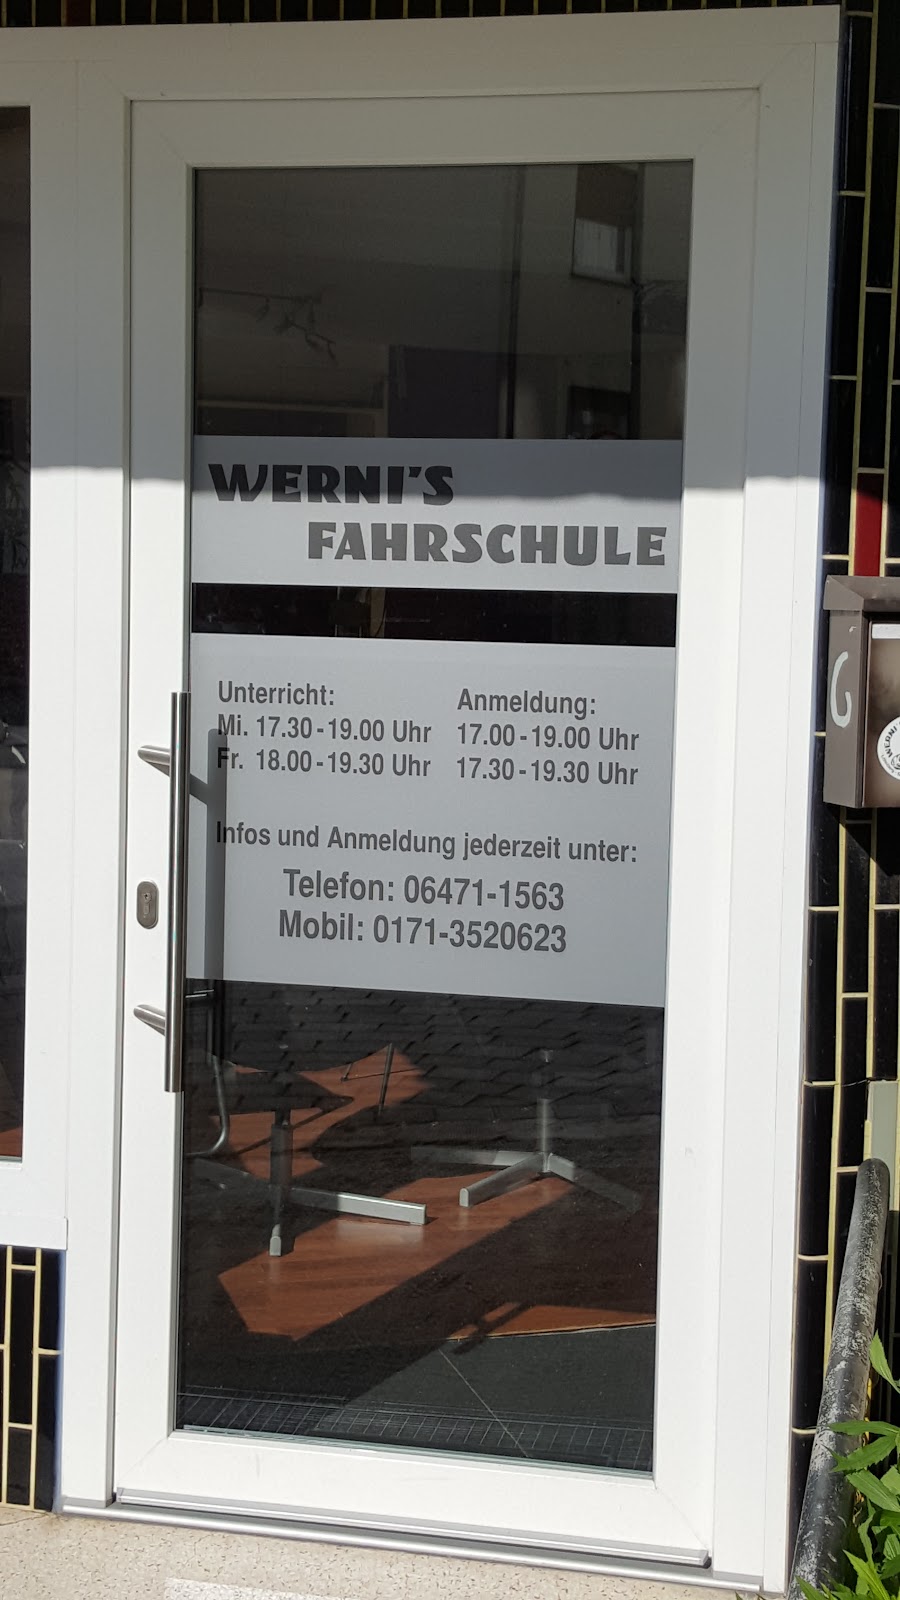 WERNI'S
FAHRSCHULE
Unterricht: Anmeldung:
Mi. 17.30-19.00 Uhr 17.00-19.00 Uhr
Fr. 18.00-19.30 Uhr 17.30-19.30 Uhr
Infos und Anmeldung jederzeit unter:
Telefon: 06471-1563
Mobil: 0171-3520623
G
WERNI'S